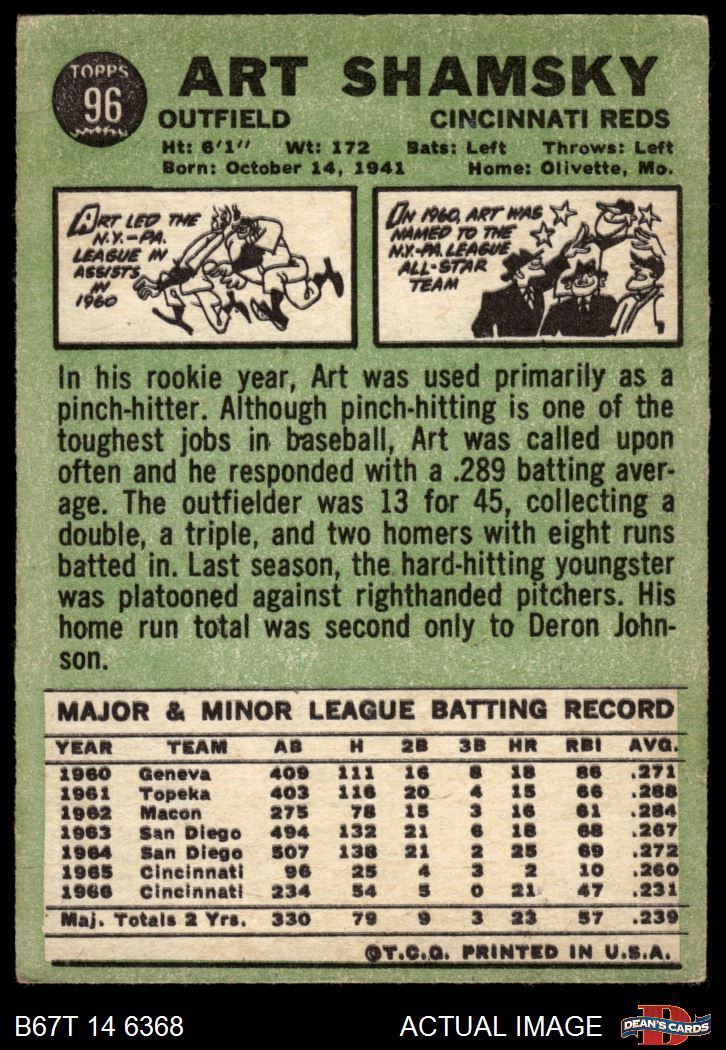 TOPPS
96
ART SHAMSKY
OUTFIELD CINCINNATI REDS
Ht: 6'1" Wt: 172 Bats: Left Throws: Left
Born: October 14, 1941 Home: Olivette, Mo.
ART LED THE
N.Y.-PA.
LEAGUE IN
ASSISTS
IN
1960
IN 1960, ART WAS
NAMED TO THE
N.Y.-PA. LEAGUE
ALL-STAR
TEAM
In his rookie year, Art was used primarily as a
pinch-hitter. Although pinch-hitting is one of the
toughest jobs in baseball, Art was called upon
often and he responded with a .289 batting aver-
age. The outfielder was 13 for 45, collecting a
double, a triple, and two homers with eight runs
batted in. Last season, the hard-hitting youngster
was platooned against righthanded pitchers. His
home run total was second only to Deron John-
son.
MAJOR & MINOR LEAGUE BATTING RECORD
YEAR TEAM AB H 2B 3B HR RBI AVG.
1960 Geneva 409 111 16 8 18 86 .271
1961 Topeka 403 116 20 4 15 66 .288
1962 Macon 275 78 15 3 16 61 .284
1963 San Diego 494 132 21 6 18 68 .267
1964 San Diego 507 138 21 2 25 69 .272
1965 Cincinnati 96 25 4 3 2 10 .260
1966 Cincinnati 234 54 5 0 21 47 .231
Maj. Totals 2 Yrs. 330 79 9 3 23 57 .239
©T.C.G. PRINTED IN U.S.A.
B67T 14 6368 ACTUAL IMAGE
D
DEAN'S CARDS